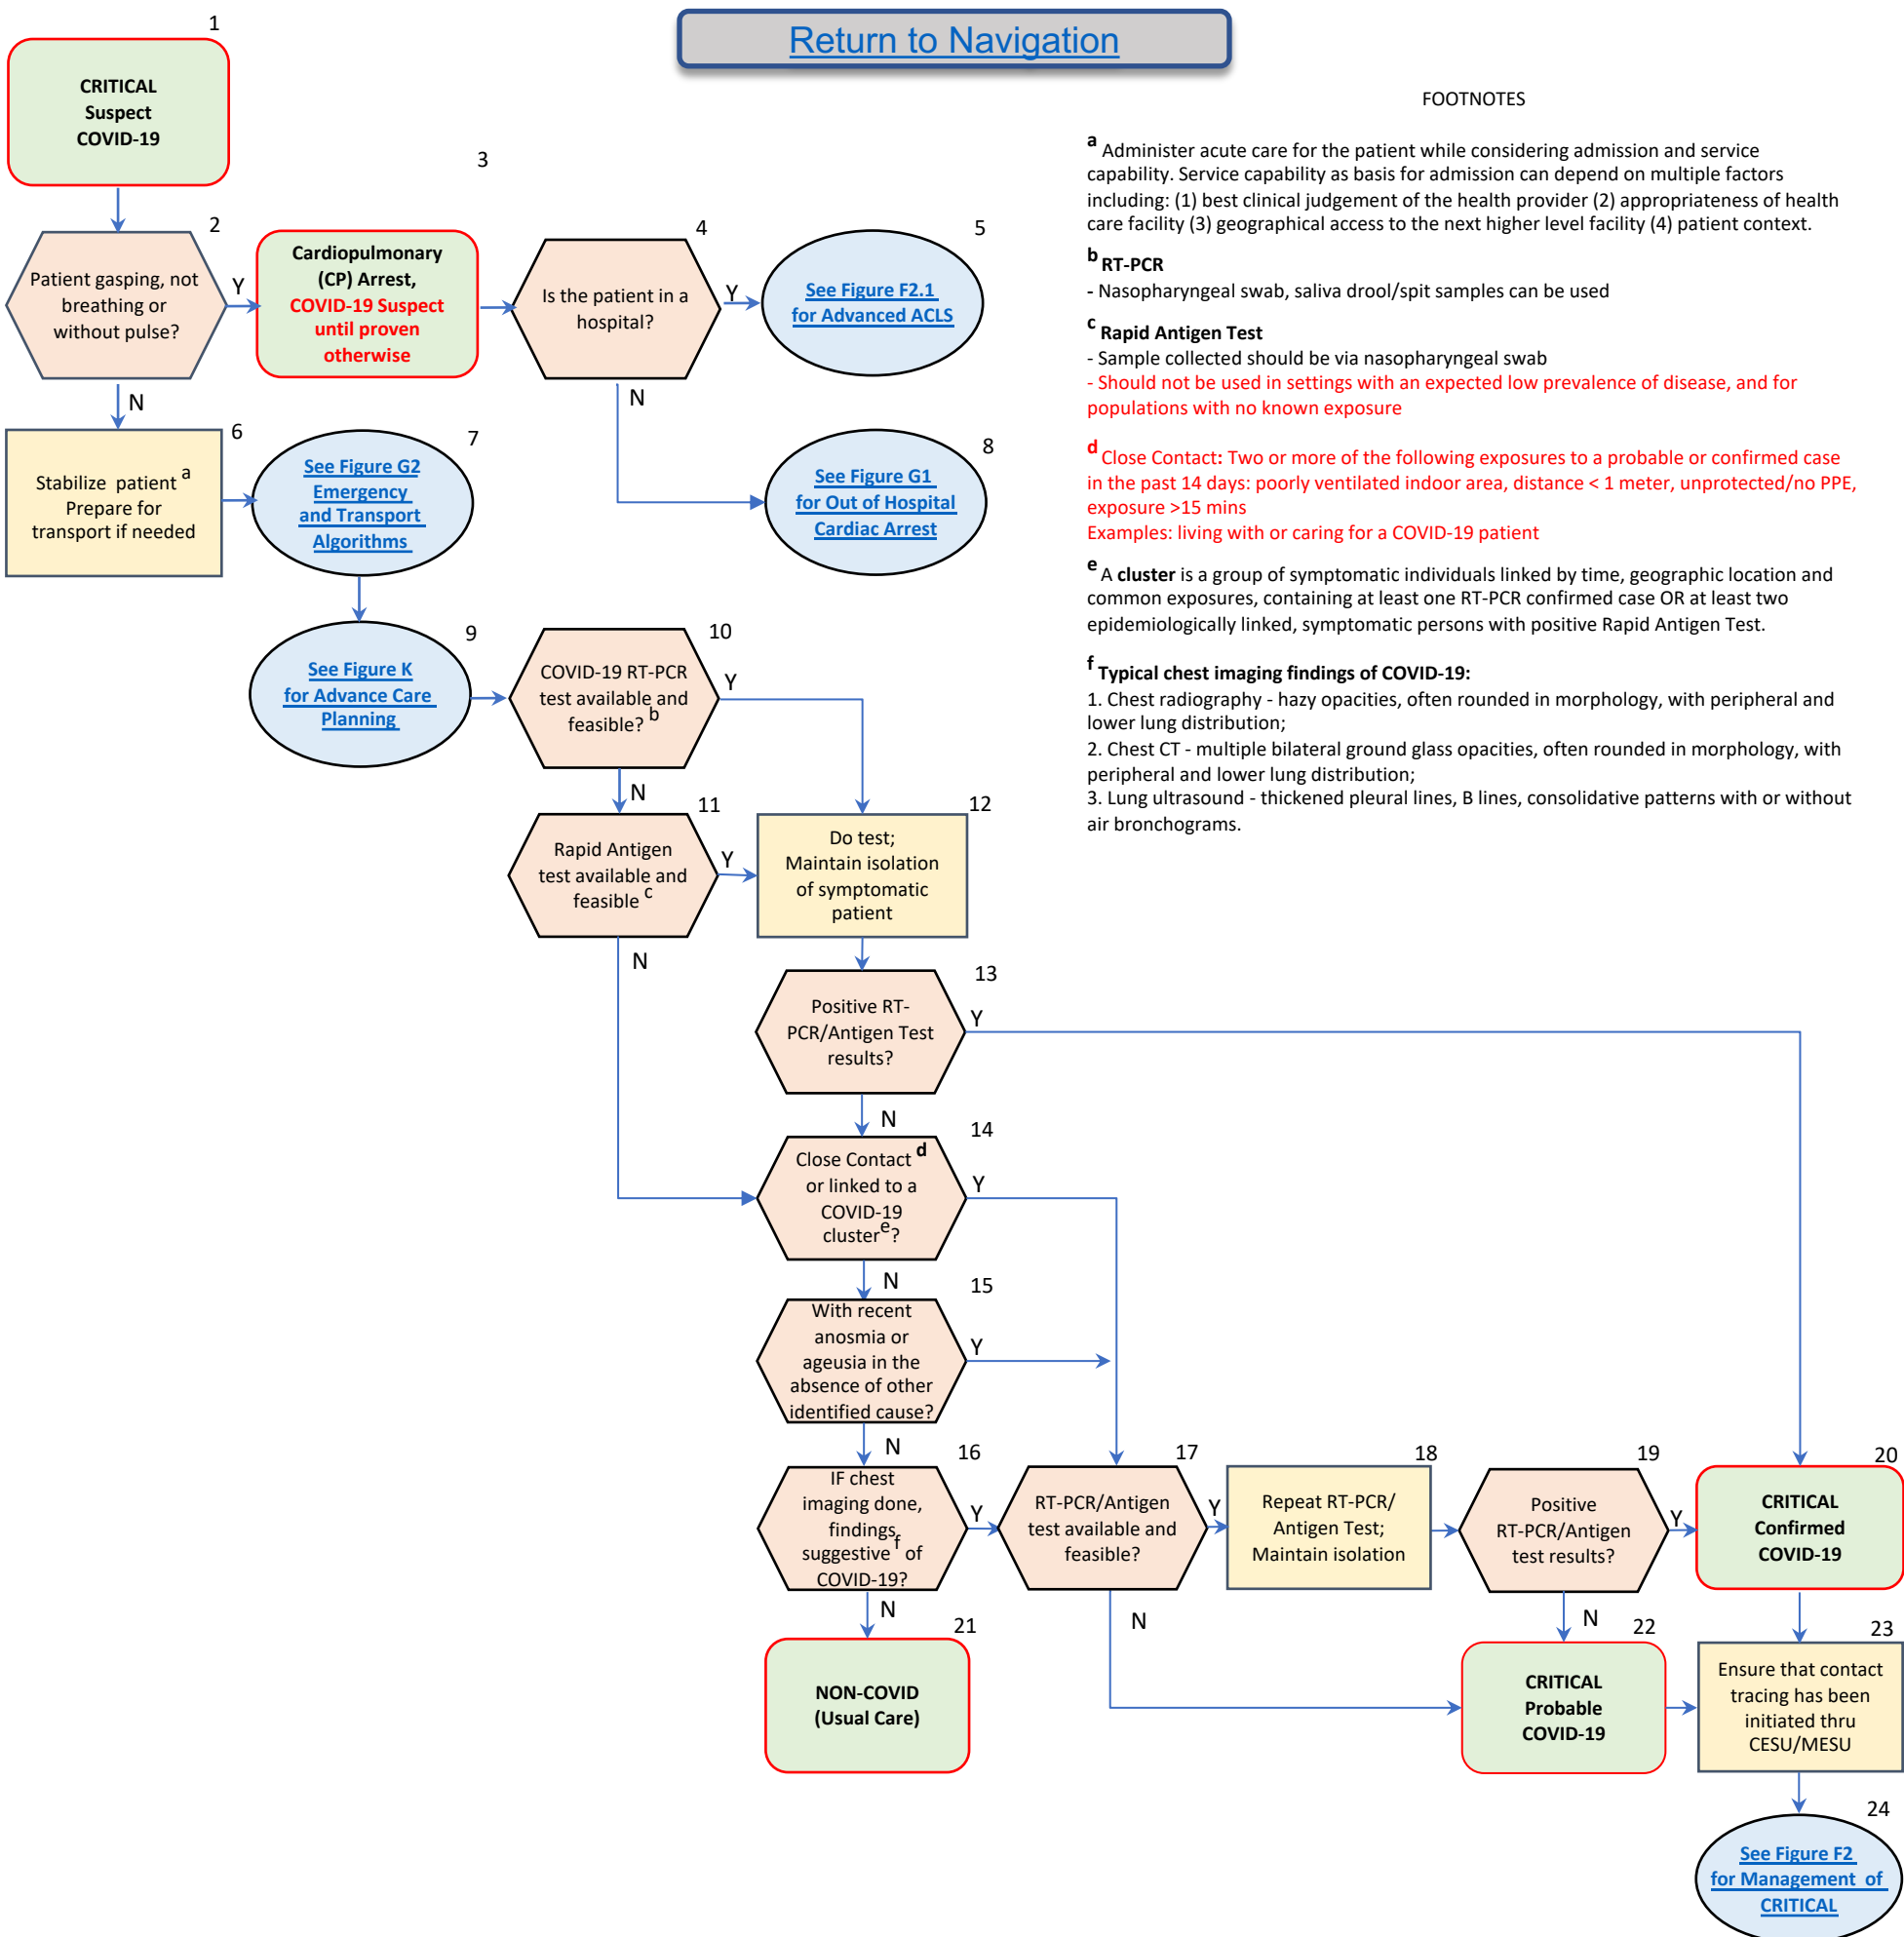 Return to Navigation
1
CRITICAL
Suspect
COVID-19
2
Patient gasping, not
breathing or
without pulse?
Y
N
3
Cardiopulmonary
(CP) Arrest,
COVID-19 Suspect
until proven
otherwise
4
Is the patient in a
hospital?
Y
N
5
See Figure F2.1
for Advanced ACLS
6
Stabilize patient a
Prepare for
transport if needed
7
See Figure G2
Emergency
and Transport
Algorithms
8
See Figure G1
for Out of Hospital
Cardiac Arrest
9
See Figure K
for Advance Care
Planning
10
COVID-19 RT-PCR
test available and
feasible? b
Y
N
11
Rapid Antigen
test available and
feasible c
Y
N
12
Do test;
Maintain isolation
of symptomatic
patient
13
Positive RT-
PCR/Antigen Test
results?
Y
N
14
Close Contact d
or linked to a
COVID-19
cluster e?
Y
N
15
With recent
anosmia or
ageusia in the
absence of other
identified cause?
Y
N
16
IF chest
imaging done,
findings
suggestive f of
COVID-19?
Y
N
17
RT-PCR/Antigen
test available and
feasible?
Y
N
18
Repeat RT-PCR/
Antigen Test;
Maintain isolation
19
Positive
RT-PCR/Antigen
test results?
Y
N
20
CRITICAL
Confirmed
COVID-19
21
NON-COVID
(Usual Care)
22
CRITICAL
Probable
COVID-19
23
Ensure that contact
tracing has been
initiated thru
CESU/MESU
24
See Figure F2
for Management of
CRITICAL
FOOTNOTES
a Administer acute care for the patient while considering admission and service
capability. Service capability as basis for admission can depend on multiple factors
including: (1) best clinical judgement of the health provider (2) appropriateness of health
care facility (3) geographical access to the next higher level facility (4) patient context.
b RT-PCR
- Nasopharyngeal swab, saliva drool/spit samples can be used
c Rapid Antigen Test
- Sample collected should be via nasopharyngeal swab
- Should not be used in settings with an expected low prevalence of disease, and for
populations with no known exposure
d Close Contact: Two or more of the following exposures to a probable or confirmed case
in the past 14 days: poorly ventilated indoor area, distance < 1 meter, unprotected/no PPE,
exposure >15 mins
Examples: living with or caring for a COVID-19 patient
e A cluster is a group of symptomatic individuals linked by time, geographic location and
common exposures, containing at least one RT-PCR confirmed case OR at least two
epidemiologically linked, symptomatic persons with positive Rapid Antigen Test.
f Typical chest imaging findings of COVID-19:
1. Chest radiography - hazy opacities, often rounded in morphology, with peripheral and
lower lung distribution;
2. Chest CT - multiple bilateral ground glass opacities, often rounded in morphology, with
peripheral and lower lung distribution;
3. Lung ultrasound - thickened pleural lines, B lines, consolidative patterns with or without
air bronchograms.